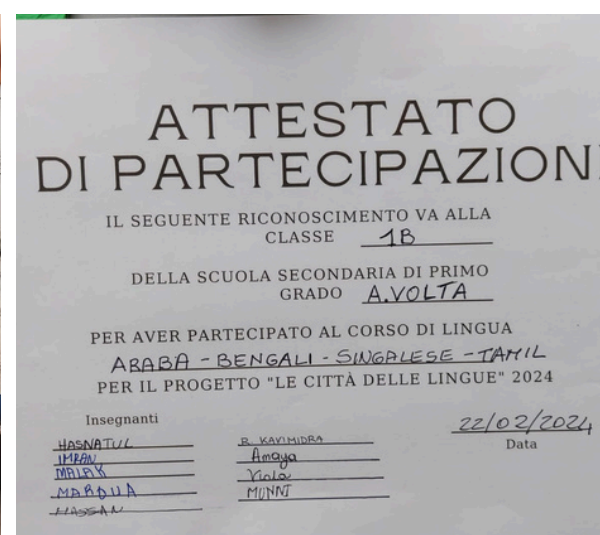 ATTESTATO
DI PARTECIPAZION
IL SEGUENTE RICONOSCIMENTO VA ALLA
CLASSE 1B
DELLA SCUOLA SECONDARIA DI PRIMO
GRADO A.VOLTA
PER AVER PARTECIPATO AL CORSO DI LINGUA
ARABA - BENGALI - SINGALESE - TAMIL
PER IL PROGETTO "LE CITTÀ DELLE LINGUE" 2024
Insegnanti
HASNATUL
IMRAN
MALAK
MAROUA
HASSAN
R. KAVIMIDRA
Amaya
Viola
MUNNI
22/02/2024
Data